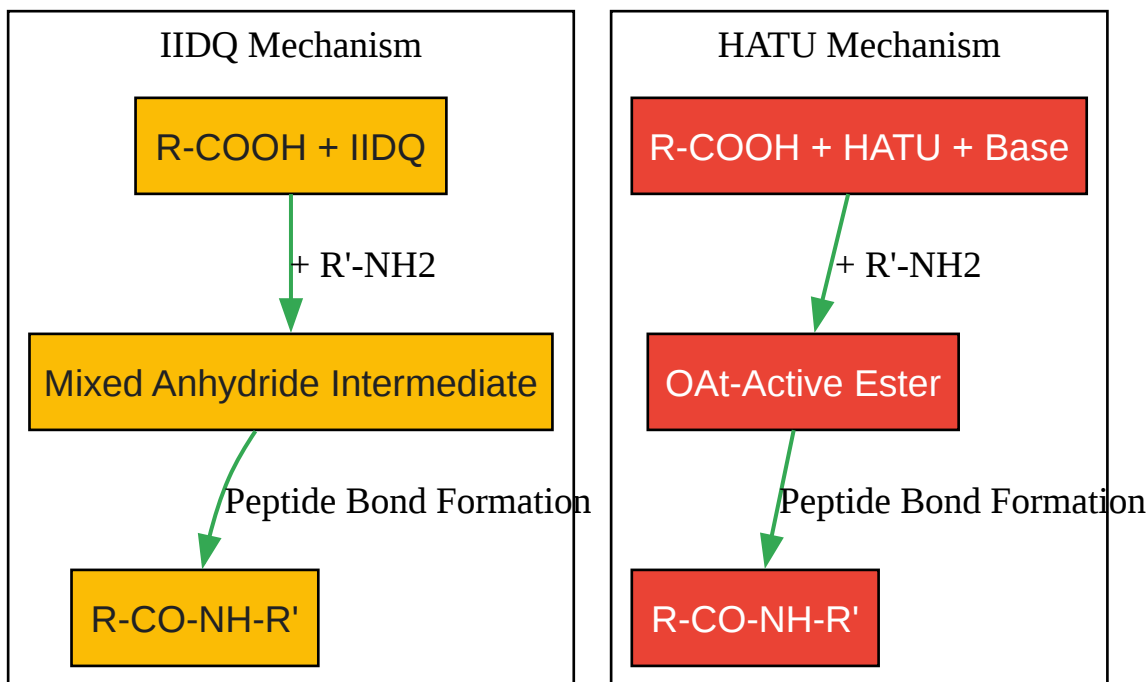 IIDQ Mechanism
R-COOH + IIDQ
+ R'-NH2
Mixed Anhydride Intermediate
Peptide Bond Formation
R-CO-NH-R'
HATU Mechanism
R-COOH + HATU + Base
+ R'-NH2
OAt-Active Ester
Peptide Bond Formation
R-CO-NH-R'